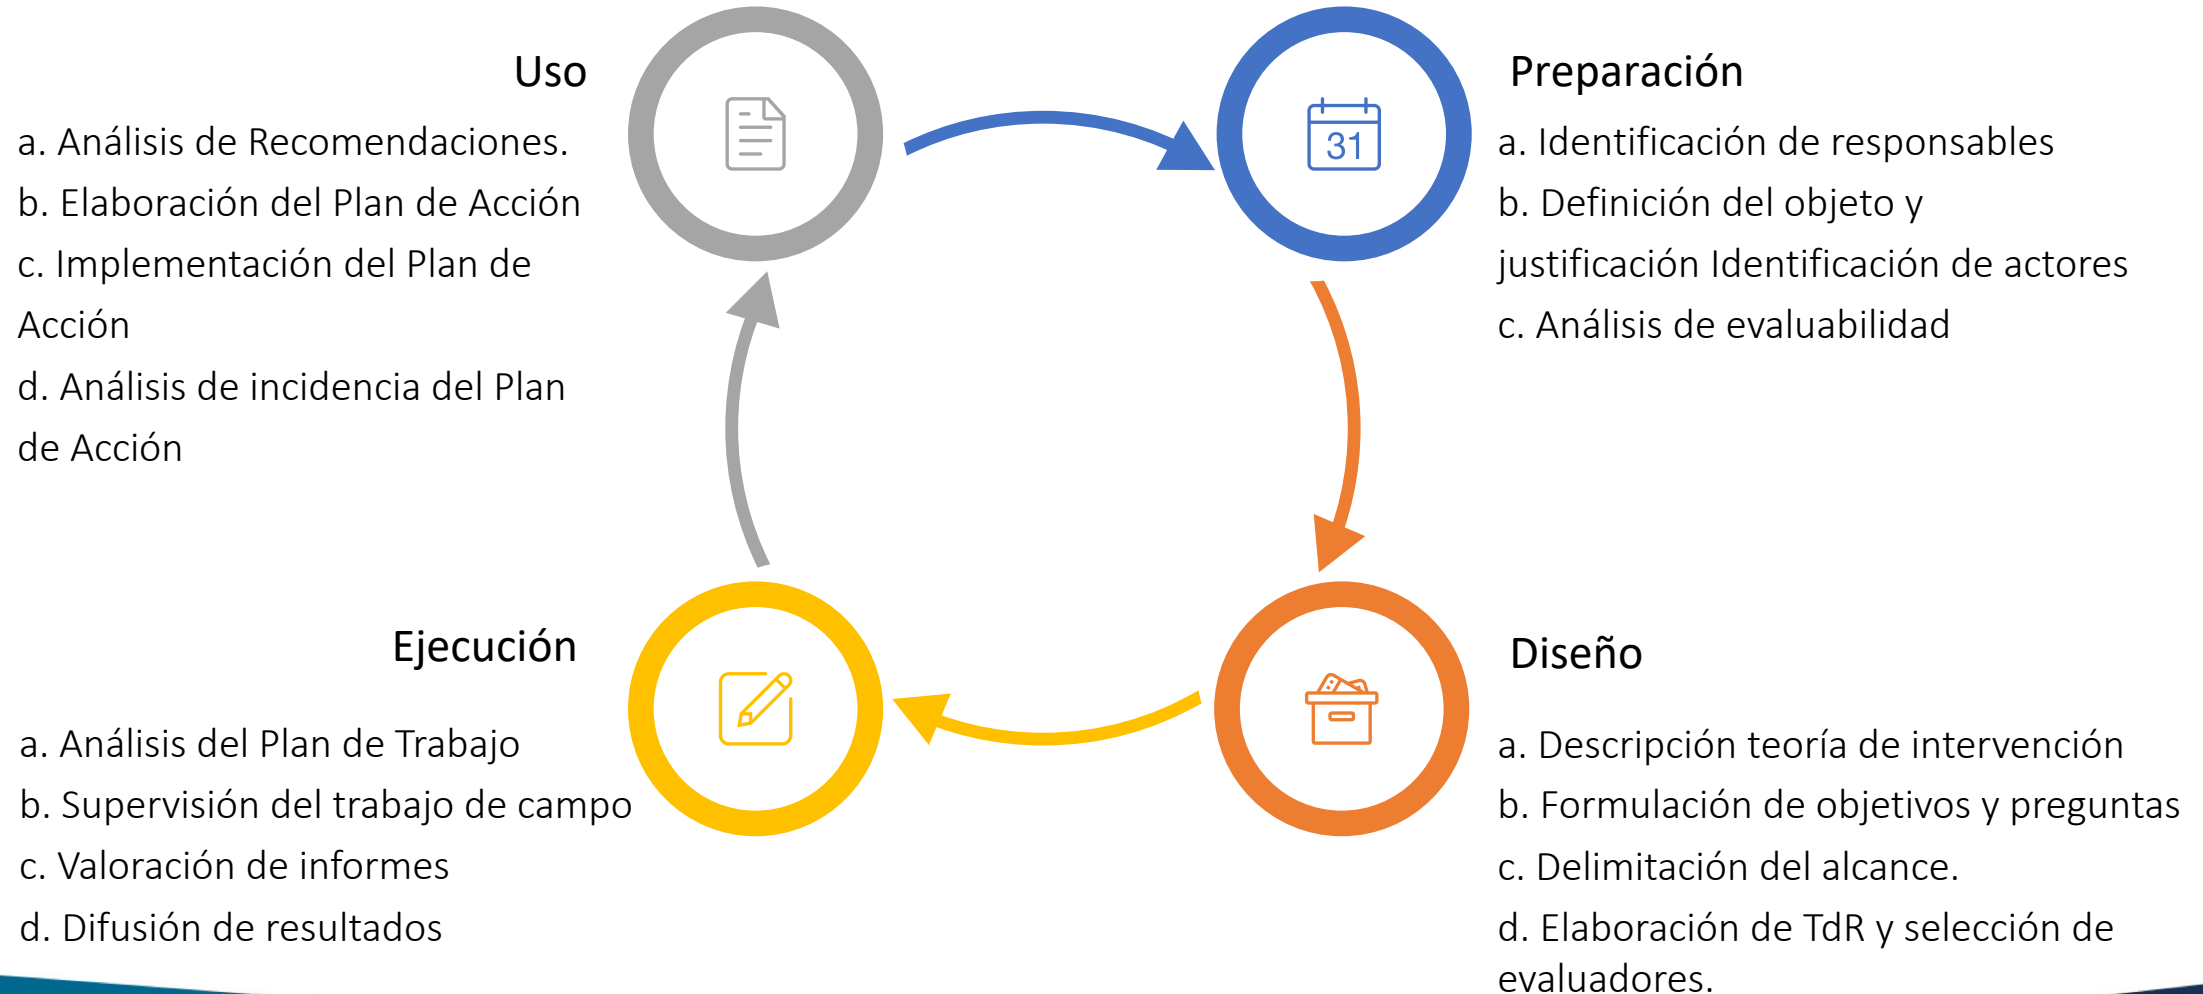 Uso
a. Análisis de Recomendaciones.
b. Elaboración del Plan de Acción
c. Implementación del Plan de
Acción
d. Análisis de incidencia del Plan
de Acción
31
Preparación
a. Identificación de responsables
b. Definición del objeto y
justificación Identificación de actores
c. Análisis de evaluabilidad
Ejecución
a. Análisis del Plan de Trabajo
b. Supervisión del trabajo de campo
c. Valoración de informes
d. Difusión de resultados
Diseño
a. Descripción teoría de intervención
b. Formulación de objetivos y preguntas
c. Delimitación del alcance.
d. Elaboración de TdR y selección de
evaluadores.